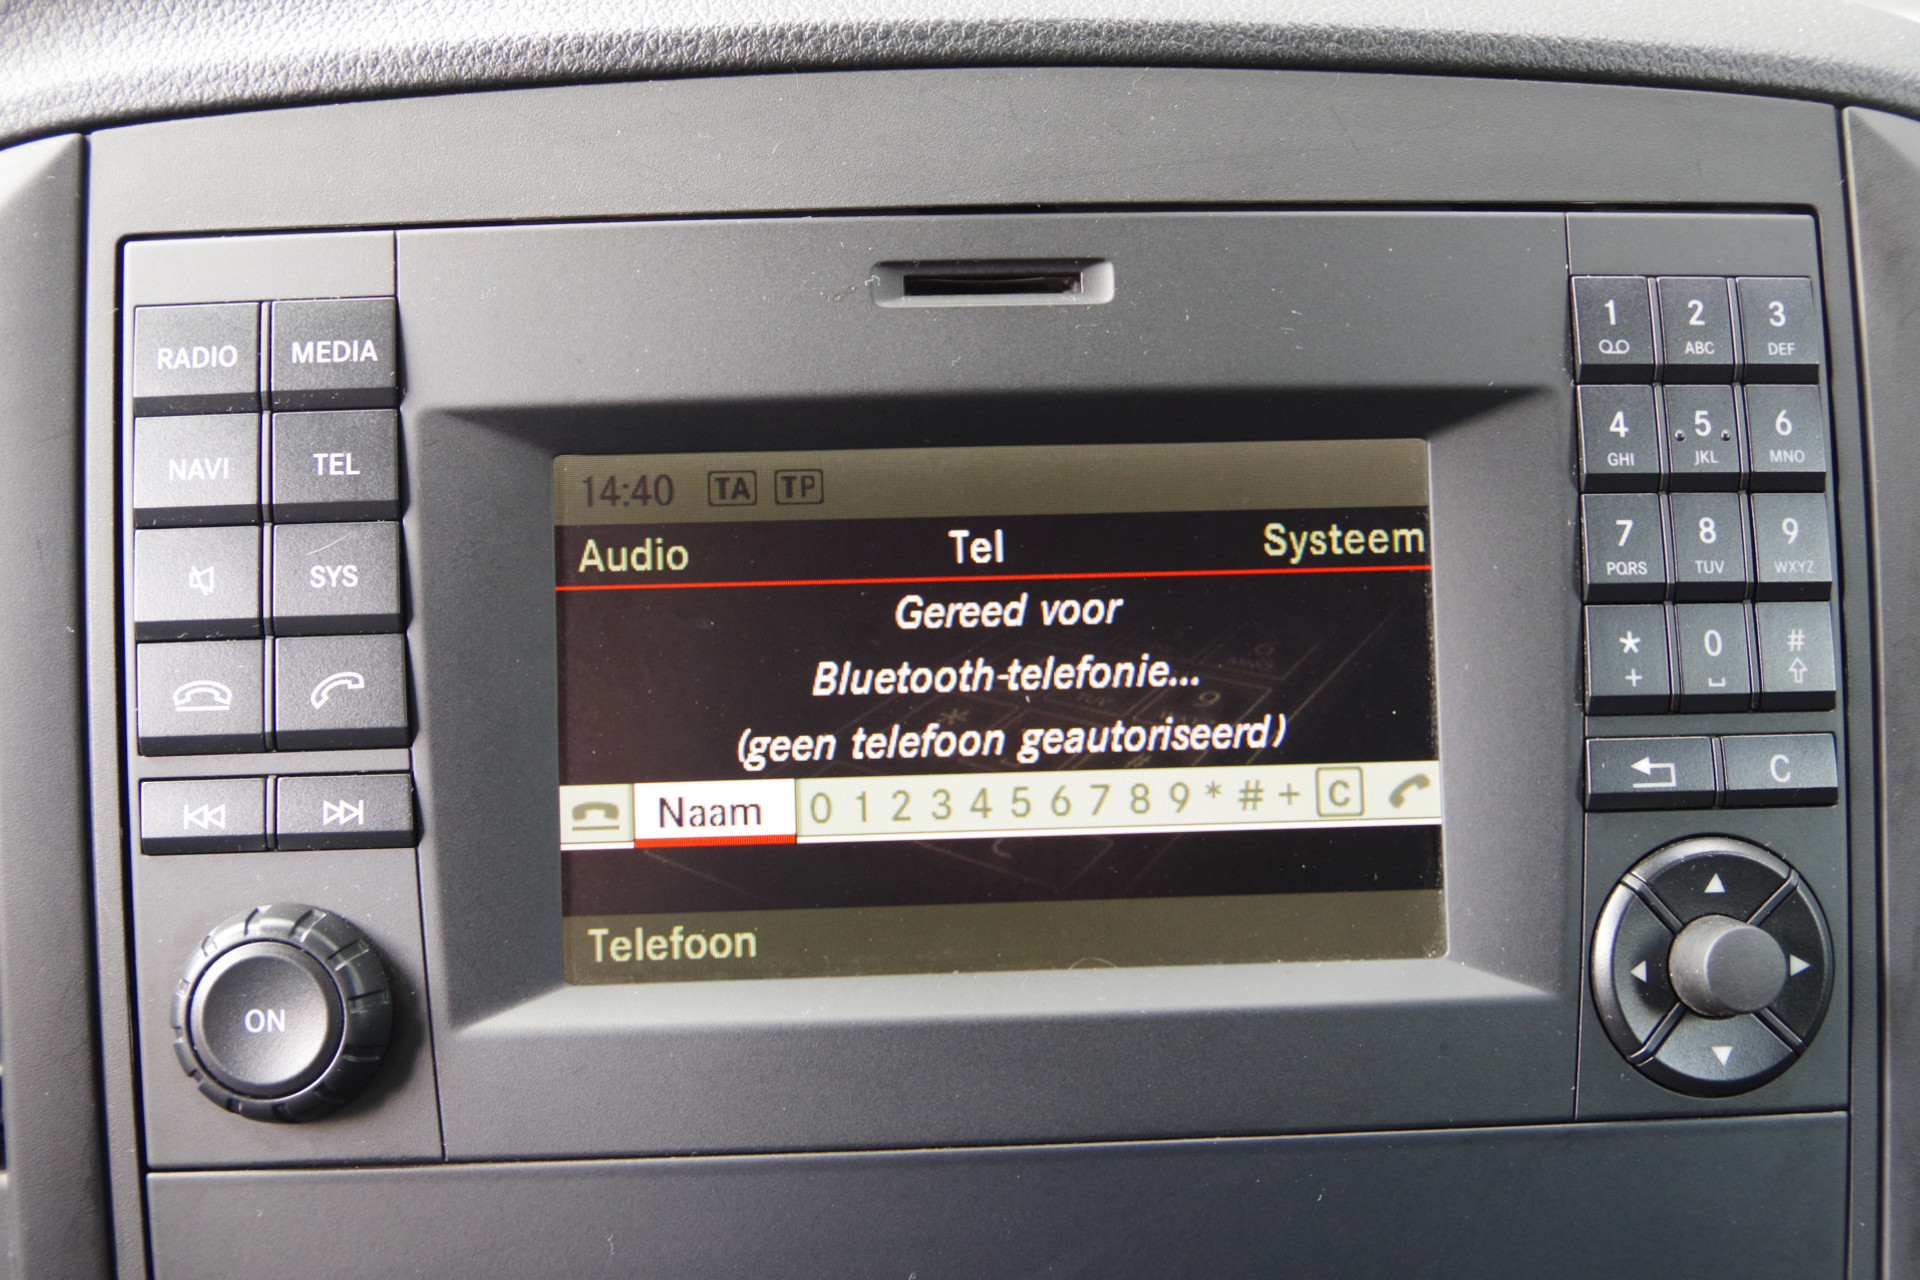 RADIO MEDIA
NAVI TEL
SYS
ON
14:40 TA TP
Audio Tel Systeem
Gereed voor
Bluetooth-telefonie...
(geen telefoon geautoriseerd)
Naam 0 1 2 3 4 5 6 7 8 9 * # + C
Telefoon
1 2 3
ABC DEF
4 5 6
GHI JKL MNO
7 8 9
PQRS TUV WXYZ
* 0 #
+
C